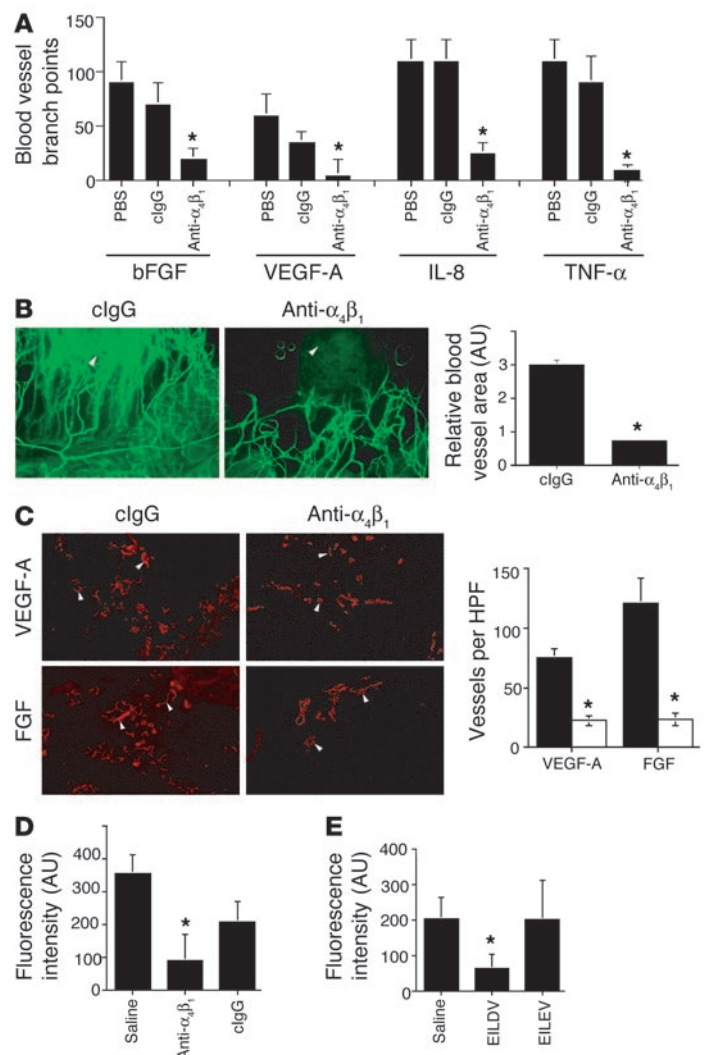 A
Blood vessel
branch points
150
100
50
0
*
*
*
*
PBS
cIgG
Anti-α₄β₁
PBS
cIgG
Anti-α₄β₁
PBS
cIgG
Anti-α₄β₁
PBS
cIgG
Anti-α₄β₁
bFGF
VEGF-A
IL-8
TNF-α
B
cIgG
Anti-α₄β₁
Relative blood
vessel area (AU)
3
2
1
0
*
cIgG
Anti-α₄β₁
C
cIgG
Anti-α₄β₁
VEGF-A
FGF
Vessels per HPF
150
100
50
0
*
*
VEGF-A
FGF
D
Fluorescence
intensity (AU)
400
300
200
100
0
*
Saline
Anti-α₄β₁
cIgG
E
Fluorescence
intensity (AU)
400
300
200
100
0
*
Saline
EILDV
EILEV